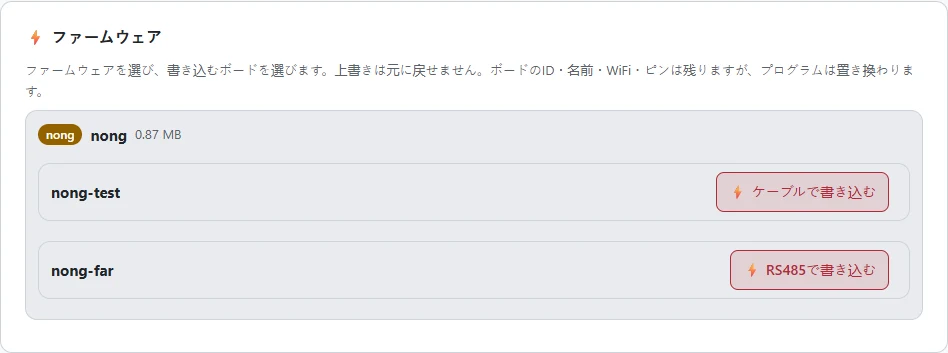 ファームウェア
ファームウェアを選び、書き込むボードを選びます。上書きは元に戻せません。ボードのID・名前・WiFi・ピンは残りますが、プログラムは置き換わりま
す。
nong nong 0.87 MB
nong-test ケーブルで書き込む
nong-far RS485で書き込む